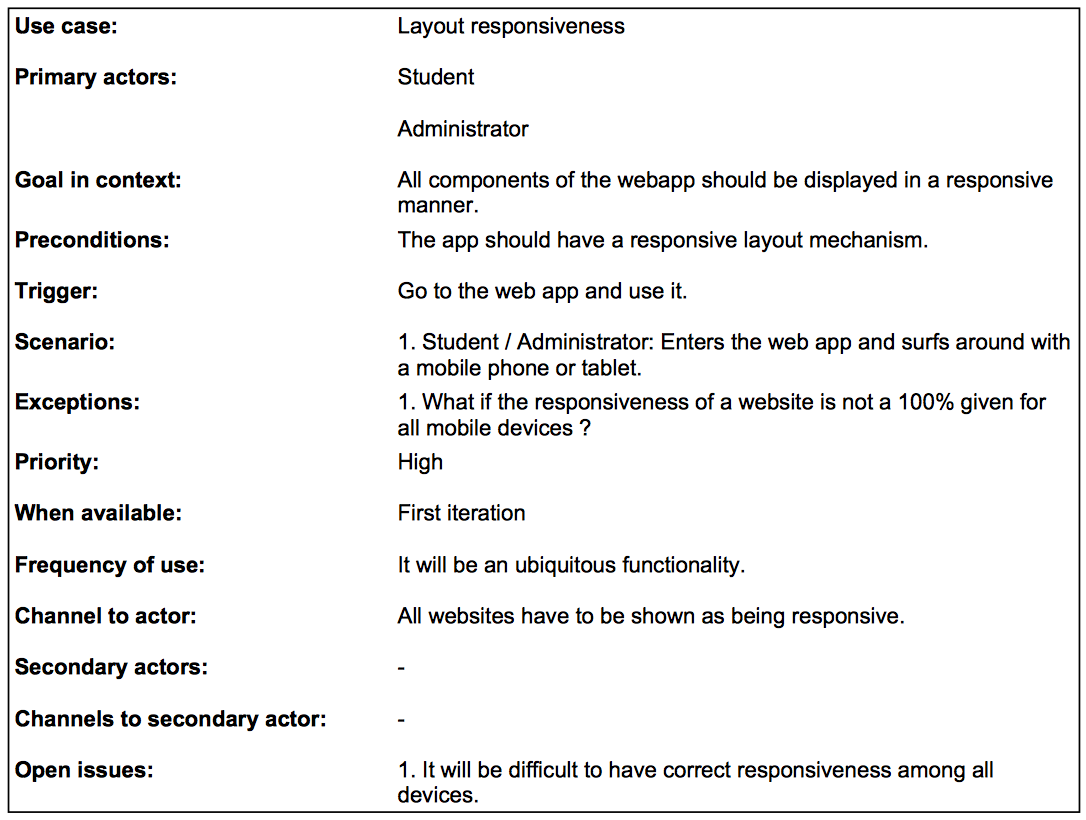 Use case: Layout responsiveness
Primary actors: Student
Administrator
Goal in context: All components of the webapp should be displayed in a responsive
manner.
Preconditions: The app should have a responsive layout mechanism.
Trigger: Go to the web app and use it.
Scenario: 1. Student / Administrator: Enters the web app and surfs around with
a mobile phone or tablet.
Exceptions: 1. What if the responsiveness of a website is not a 100% given for
all mobile devices ?
Priority: High
When available: First iteration
Frequency of use: It will be an ubiquitous functionality.
Channel to actor: All websites have to be shown as being responsive.
Secondary actors: -
Channels to secondary actor: -
Open issues: 1. It will be difficult to have correct responsiveness among all
devices.